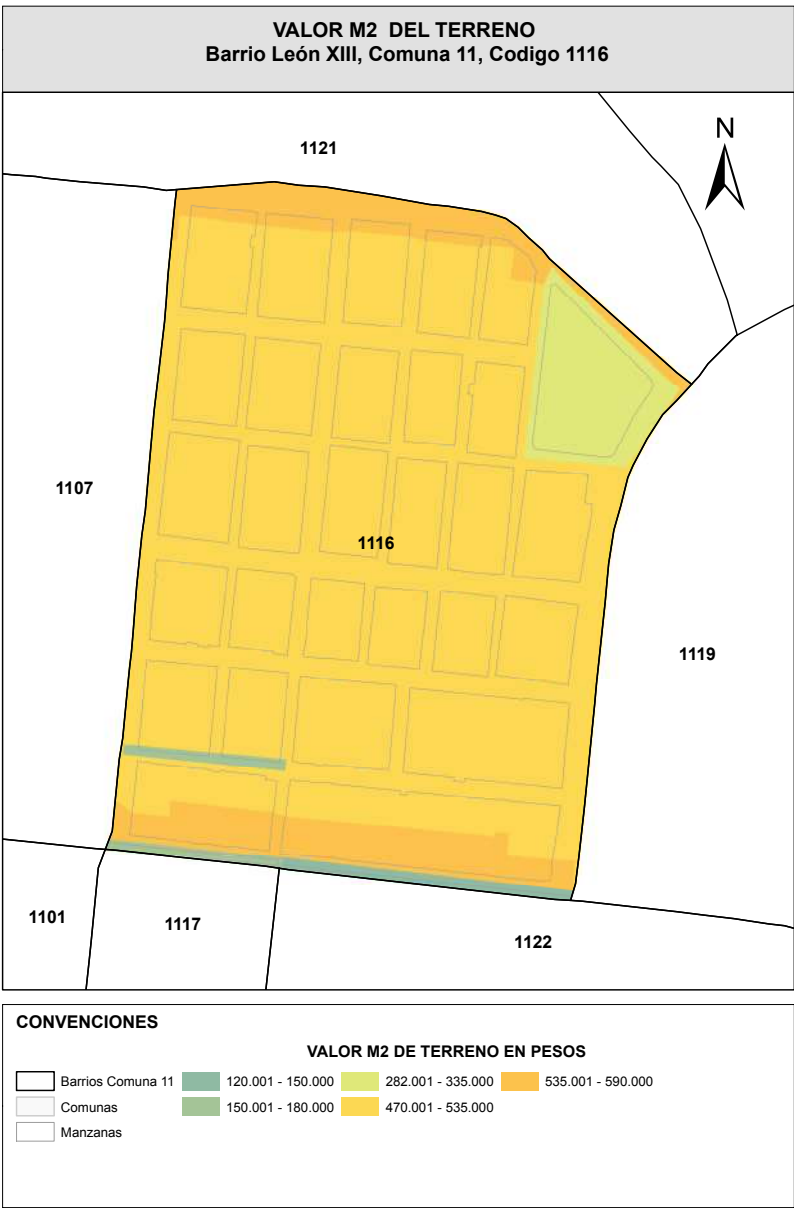 VALOR M2 DEL TERRENO
Barrio León XIII, Comuna 11, Codigo 1116
N
1121
1107
1116
1119
1101
1117
1122
CONVENCIONES
VALOR M2 DE TERRENO EN PESOS
Barrios Comuna 11 120.001 - 150.000 282.001 - 335.000 535.001 - 590.000
Comunas 150.001 - 180.000 470.001 - 535.000
Manzanas